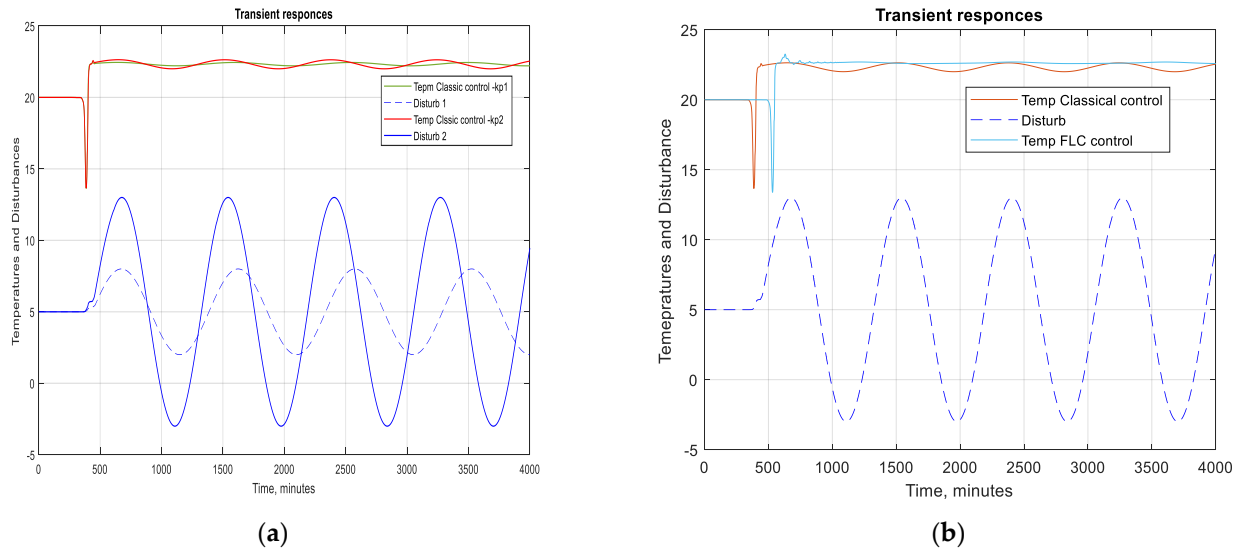 Transient responces
Temperatures and Disturbances
25
20
15
10
5
0
-5
Tepm Classic control -kp1
Disturb 1
Temp Clssic control -kp2
Disturb 2
0 500 1000 1500 2000 2500 3000 3500 4000
Time, minutes
(a)
Transient responces
Temepratures and Disturbance
25
20
15
10
5
0
-5
Temp Classical control
Disturb
Temp FLC control
0 500 1000 1500 2000 2500 3000 3500 4000
Time, minutes
(b)